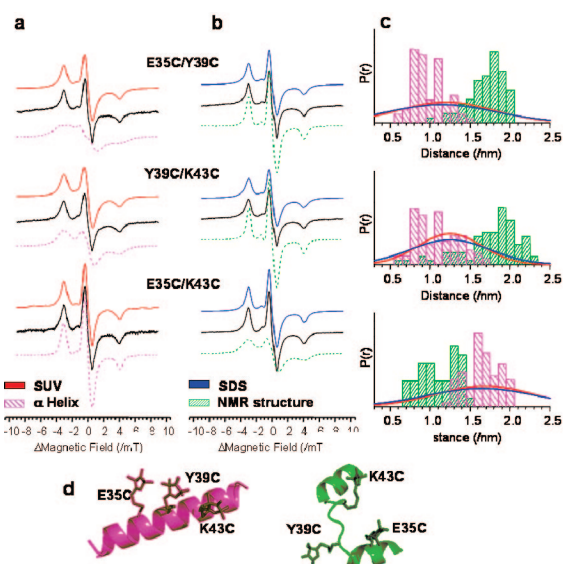 a b c
E35C/Y39C
P(r)
0.5 1.0 1.5 2.0 2.5
Distance (/nm)
Y39C/K43C
P(r)
0.5 1.0 1.5 2.0 2.5
Distance (/nm)
E35C/K43C
P(r)
0.5 1.0 1.5 2.0 2.5
stance (/nm)
SUV
α Helix
SDS
NMR structure
-10 -8 -6 -4 -2 0 2 4 6 8 10
ΔMagnetic Field (/mT)
-10 -8 -6 -4 -2 0 2 4
ΔMagnetic Field (/mT
d
E35C Y39C
K43C
K43C
Y39C E35C